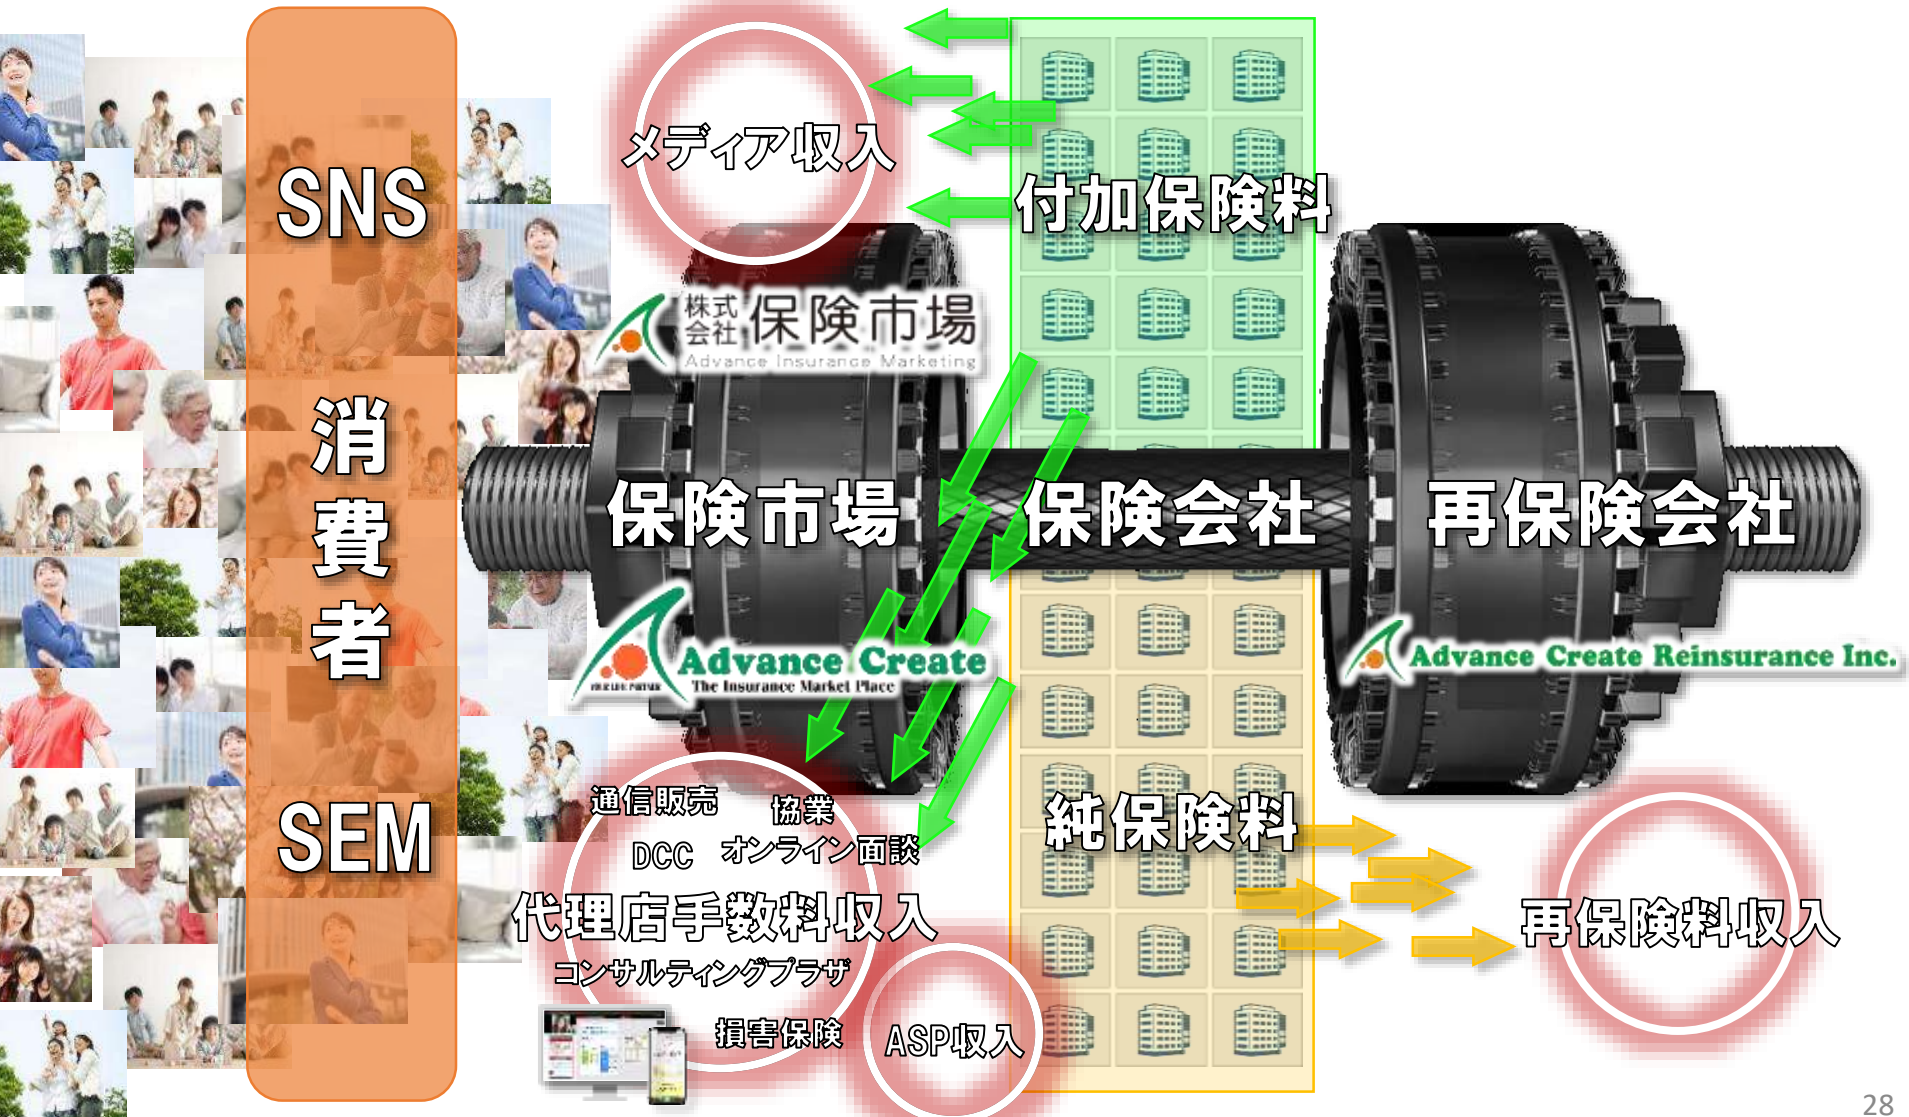 SNS
消
費
者
SEM
メディア収入
付加保険料
株式
会社
保険市場
Advance Insurance Marketing
保険市場
保険会社
再保険会社
Advance Create
The Insurance Market Place
Advance Create Reinsurance Inc.
通信販売
協業
DCC
オンライン面談
代理店手数料収入
コンサルティングプラザ
損害保険
ASP収入
純保険料
再保険料収入
28